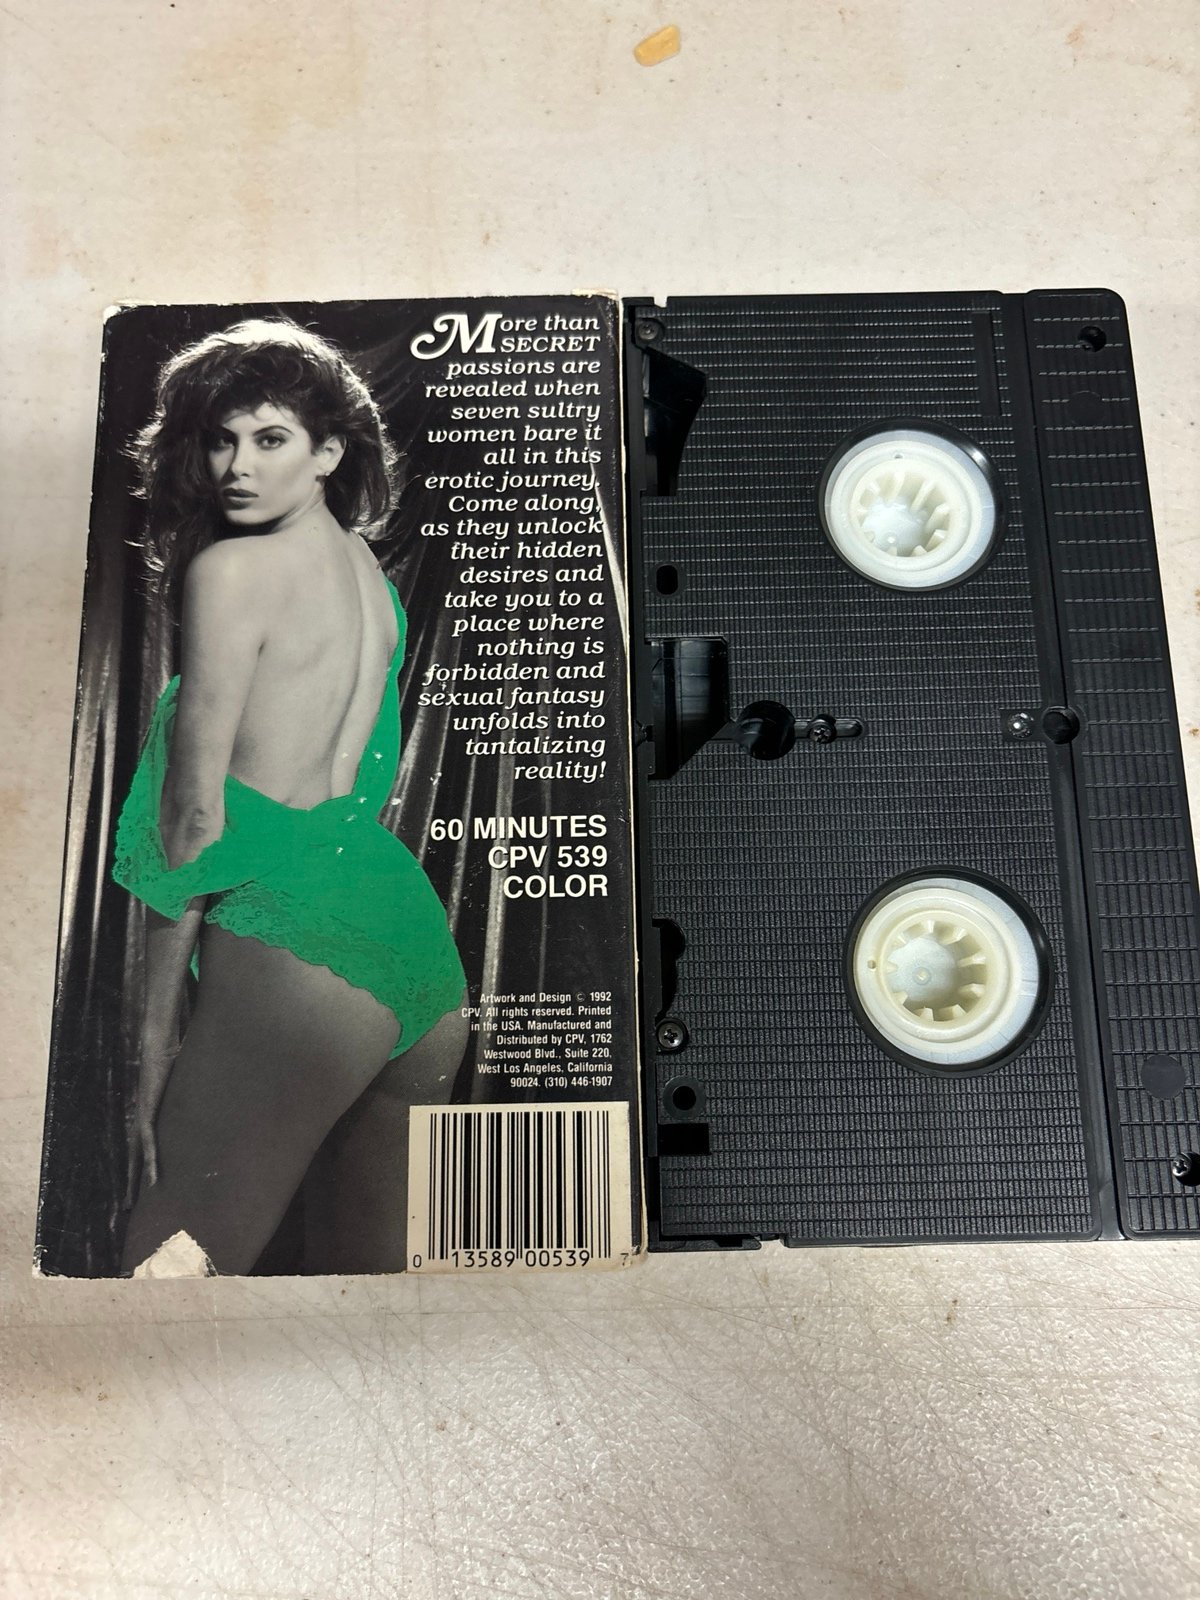 More than
SECRET
passions are
revealed when
seven sultry
women bare it
all in this
erotic journey.
Come along,
as they unlock
their hidden
desires and
take you to a
place where
nothing is
forbidden and
sexual fantasy
unfolds into
tantalizing
reality!
60 MINUTES
CPV 539
COLOR
Artwork and Design © 1992
CPV. All rights reserved. Printed
in the USA. Manufactured and
Distributed by CPV, 1762
Westwood Blvd., Suite 220,
West Los Angeles, California
90024. (310) 446-1907
0 13589 00539 7